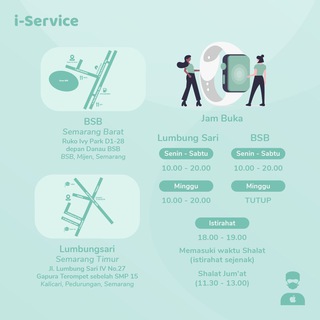 i-Service
BSB
Semarang Barat
Ruko Ivy Park D1-28
depan Danau BSB
BSB, Mijen, Semarang
Lumbungsari
Semarang Timur
Jl. Lumbung Sari IV No.27
Gapura Terompet sebelah SMP 15
Kalicari, Pedurungan, Semarang
Jam Buka
Lumbung Sari
Senin - Sabtu
10.00 - 20.00
Minggu
10.00 - 20.00
BSB
Senin - Sabtu
10.00 - 20.00
Minggu
TUTUP
Istirahat
18.00 - 19.00
Memasuki waktu Shalat
(istirahat sejenak)
Shalat Jum'at
(11.30 - 13.00)